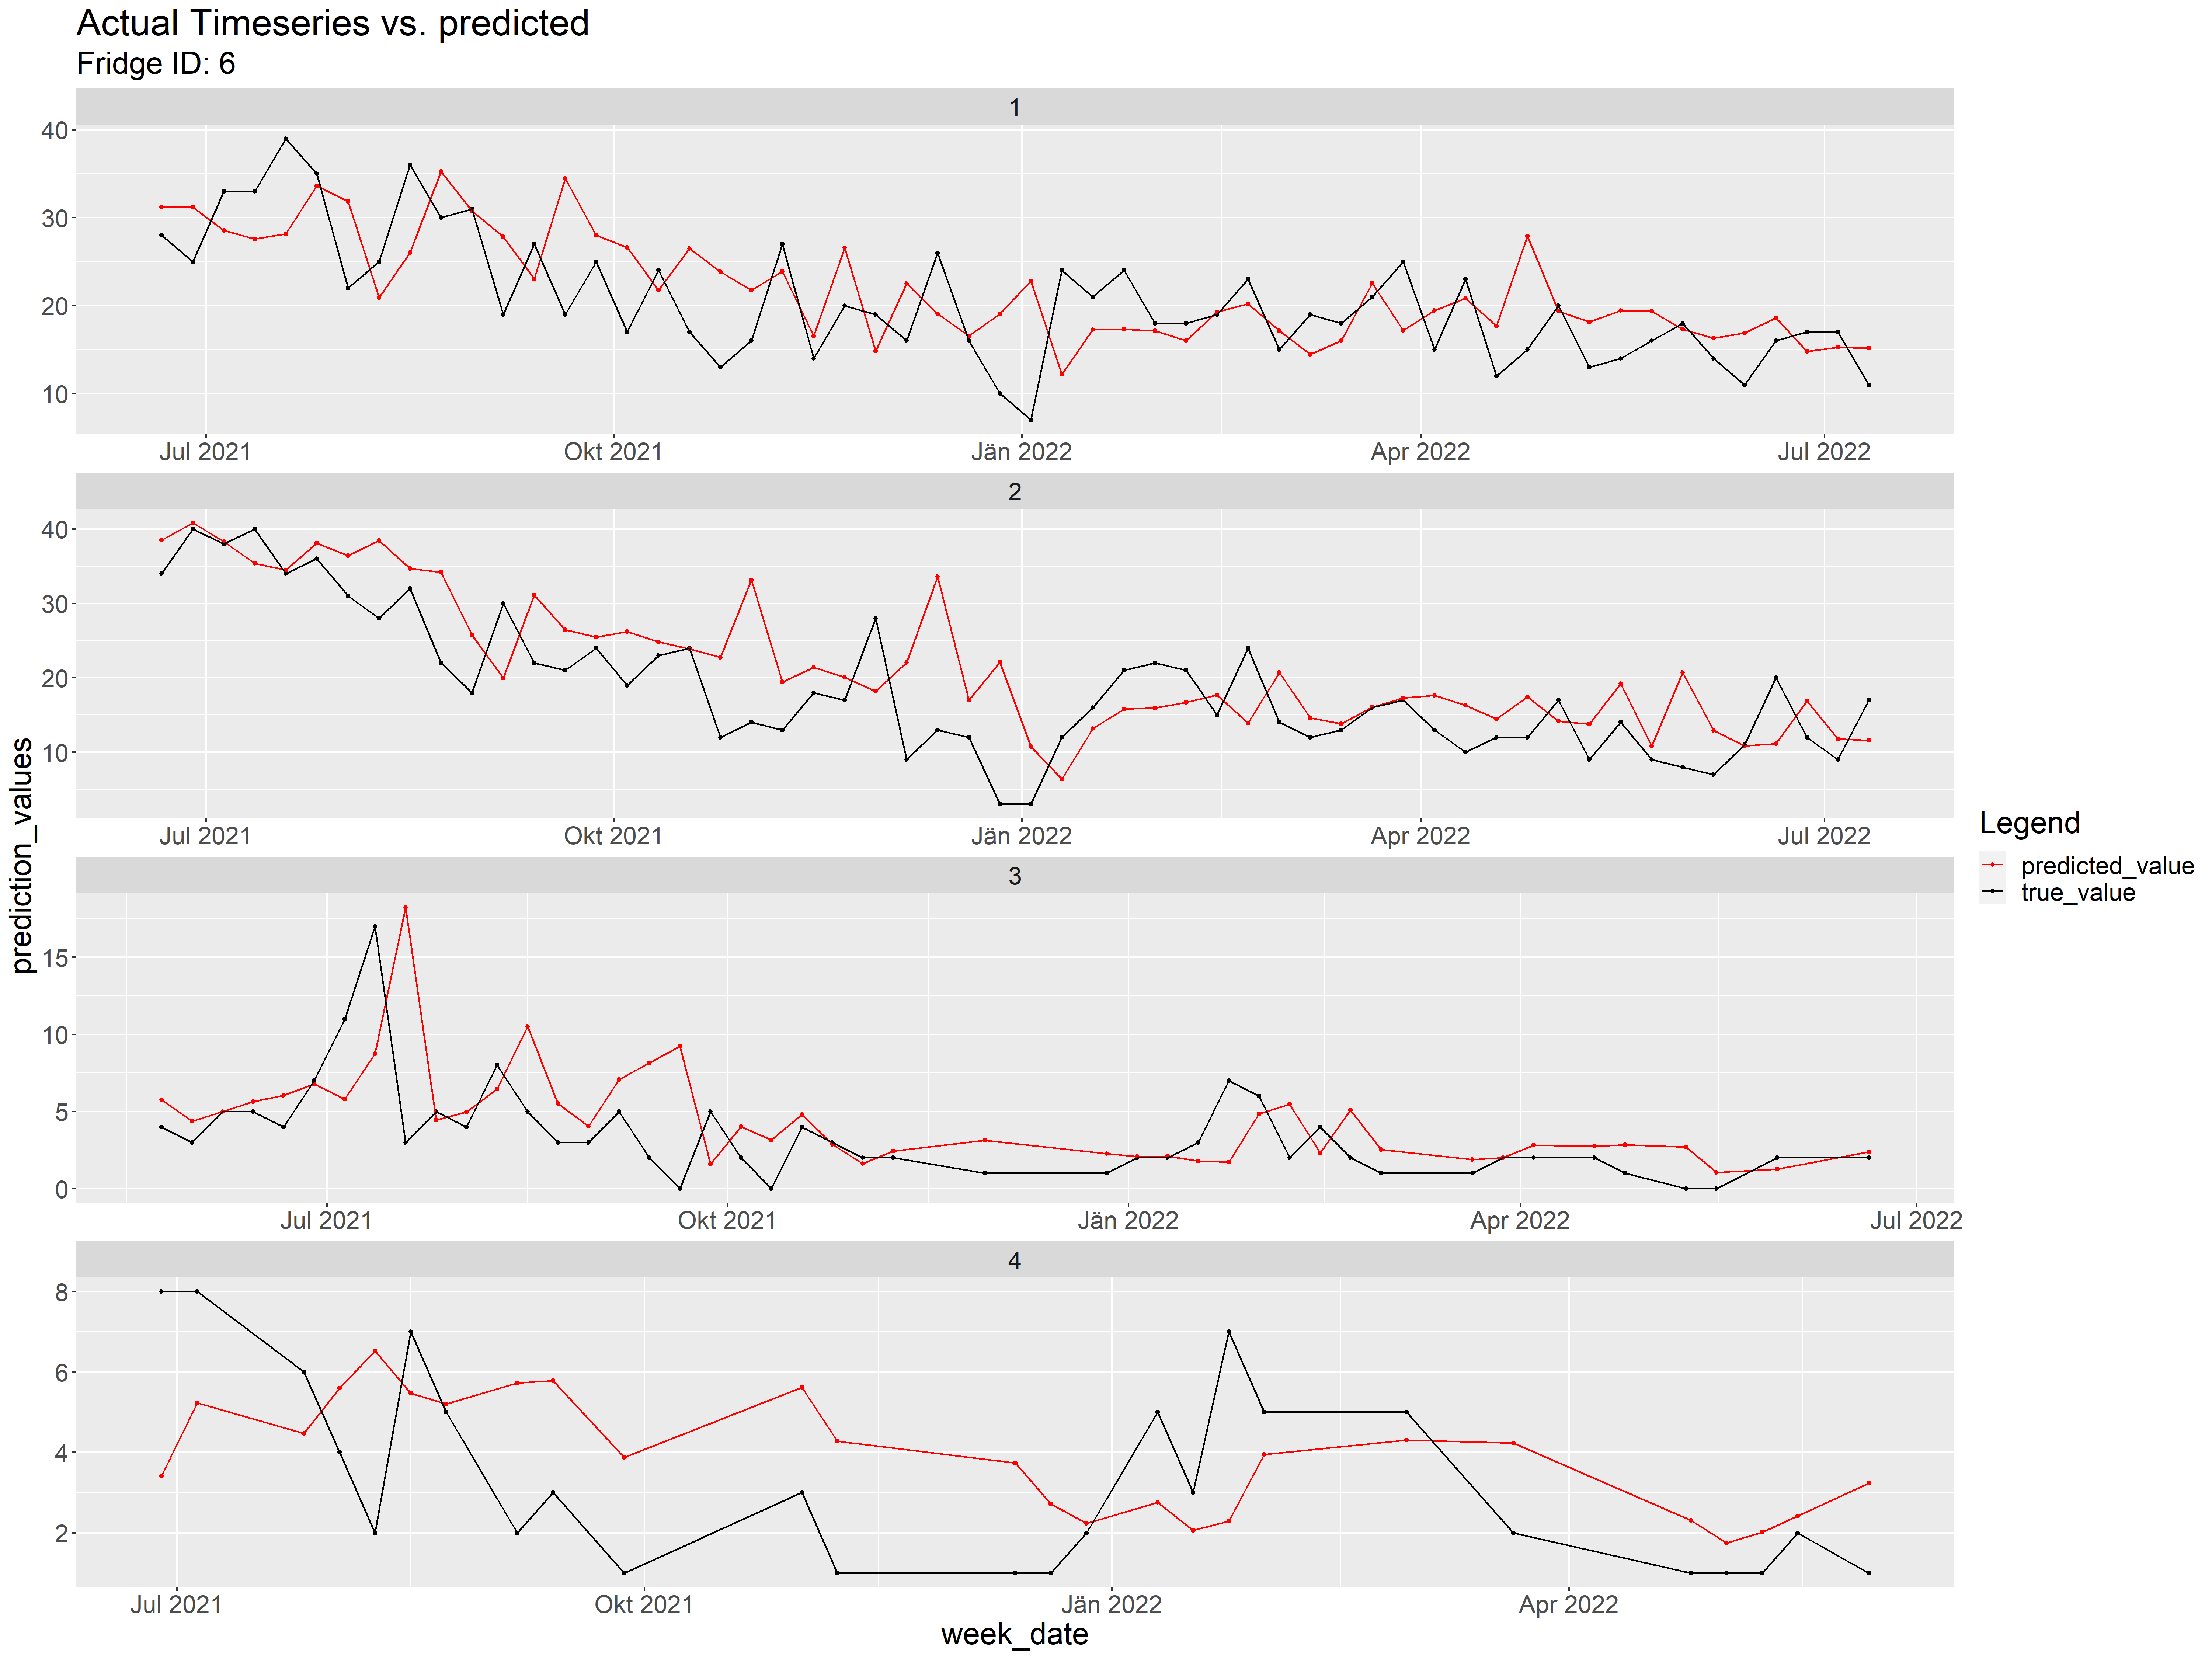 Actual Timeseries vs. predicted
Fridge ID: 6
1
40
30
20
10
Jul 2021 Okt 2021 Jän 2022 Apr 2022 Jul 2022
2
40
30
20
10
Jul 2021 Okt 2021 Jän 2022 Apr 2022 Jul 2022
3
15
10
5
0
Jul 2021 Okt 2021 Jän 2022 Apr 2022 Jul 2022
4
8
6
4
2
Jul 2021 Okt 2021 Jän 2022 Apr 2022
week_date
prediction_values
Legend
predicted_value
true_value